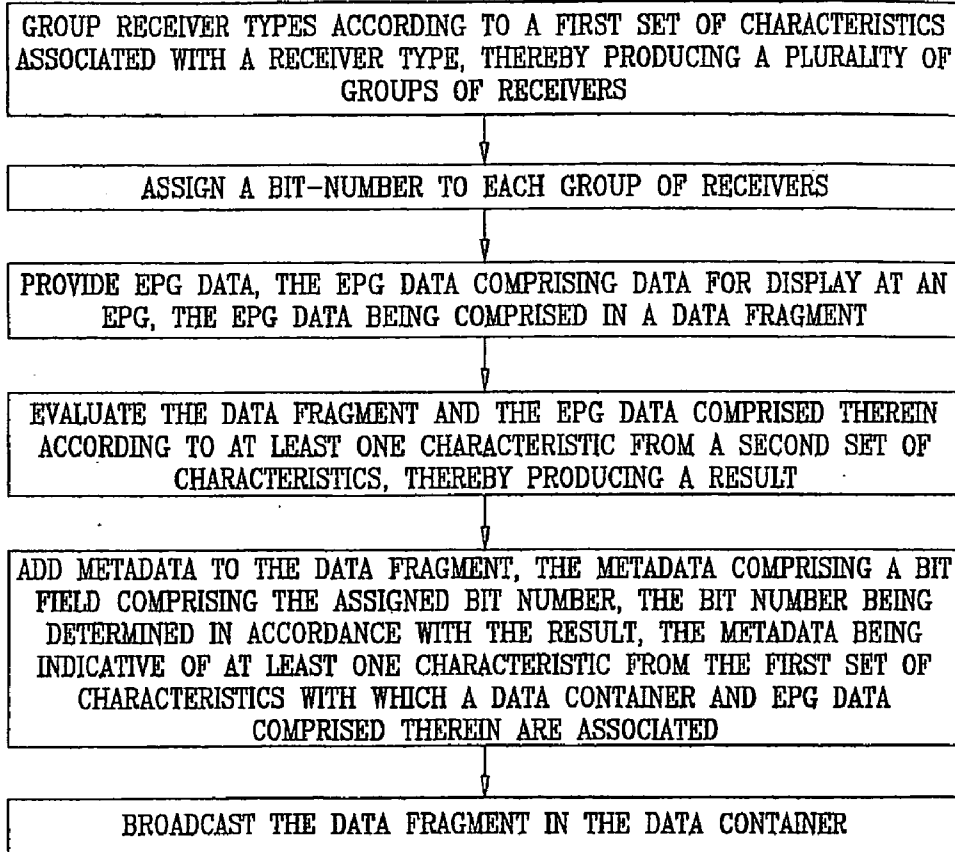 GROUP RECEIVER TYPES ACCORDING TO A FIRST SET OF CHARACTERISTICS
ASSOCIATED WITH A RECEIVER TYPE, THEREBY PRODUCING A PLURALITY OF
GROUPS OF RECEIVERS
ASSIGN A BIT-NUMBER TO EACH GROUP OF RECEIVERS
PROVIDE EPG DATA, THE EPG DATA COMPRISING DATA FOR DISPLAY AT AN
EPG, THE EPG DATA BEING COMPRISED IN A DATA FRAGMENT
EVALUATE THE DATA FRAGMENT AND THE EPG DATA COMPRISED THEREIN
ACCORDING TO AT LEAST ONE CHARACTERISTIC FROM A SECOND SET OF
CHARACTERISTICS, THEREBY PRODUCING A RESULT
ADD METADATA TO THE DATA FRAGMENT, THE METADATA COMPRISING A BIT
FIELD COMPRISING THE ASSIGNED BIT NUMBER, THE BIT NUMBER BEING
DETERMINED IN ACCORDANCE WITH THE RESULT, THE METADATA BEING
INDICATIVE OF AT LEAST ONE CHARACTERISTIC FROM THE FIRST SET OF
CHARACTERISTICS WITH WHICH A DATA CONTAINER AND EPG DATA
COMPRISED THEREIN ARE ASSOCIATED
BROADCAST THE DATA FRAGMENT IN THE DATA CONTAINER